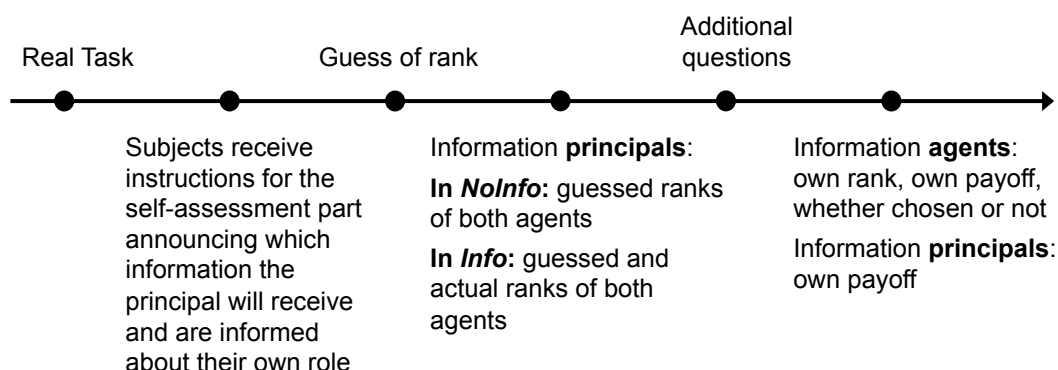 Additional
Real Task
Guess of rank
questions
Subjects receive
instructions for the
self-assessment part
announcing which
information the
principal will receive
and are informed
about their own role
Information principals:
In NoInfo: guessed ranks
of both agents
In Info: guessed and
actual ranks of both
agents
Information agents:
own rank, own payoff,
whether chosen or not
Information principals:
own payoff